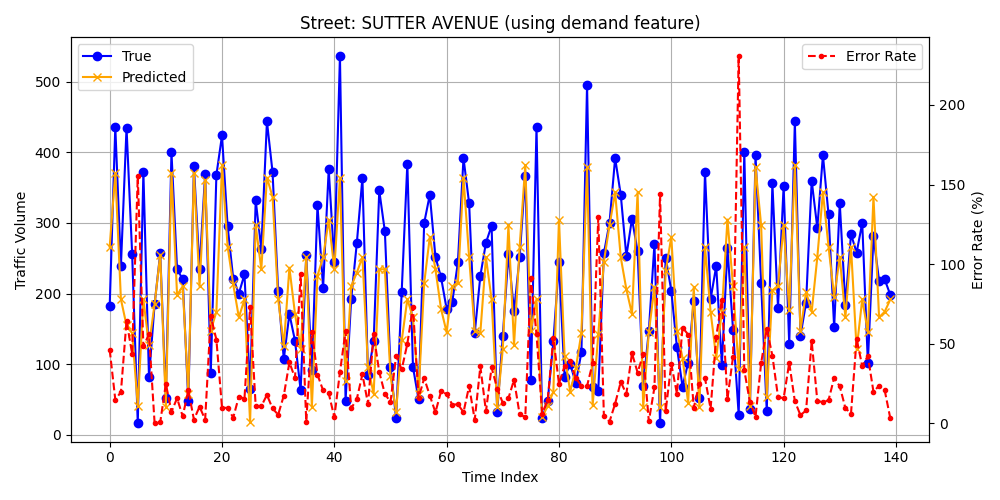 Street: SUTTER AVENUE (using demand feature)
True
Predicted
Error Rate
Traffic Volume
500
400
300
200
100
0
Error Rate (%)
200
150
100
50
0
0 20 40 60 80 100 120 140
Time Index